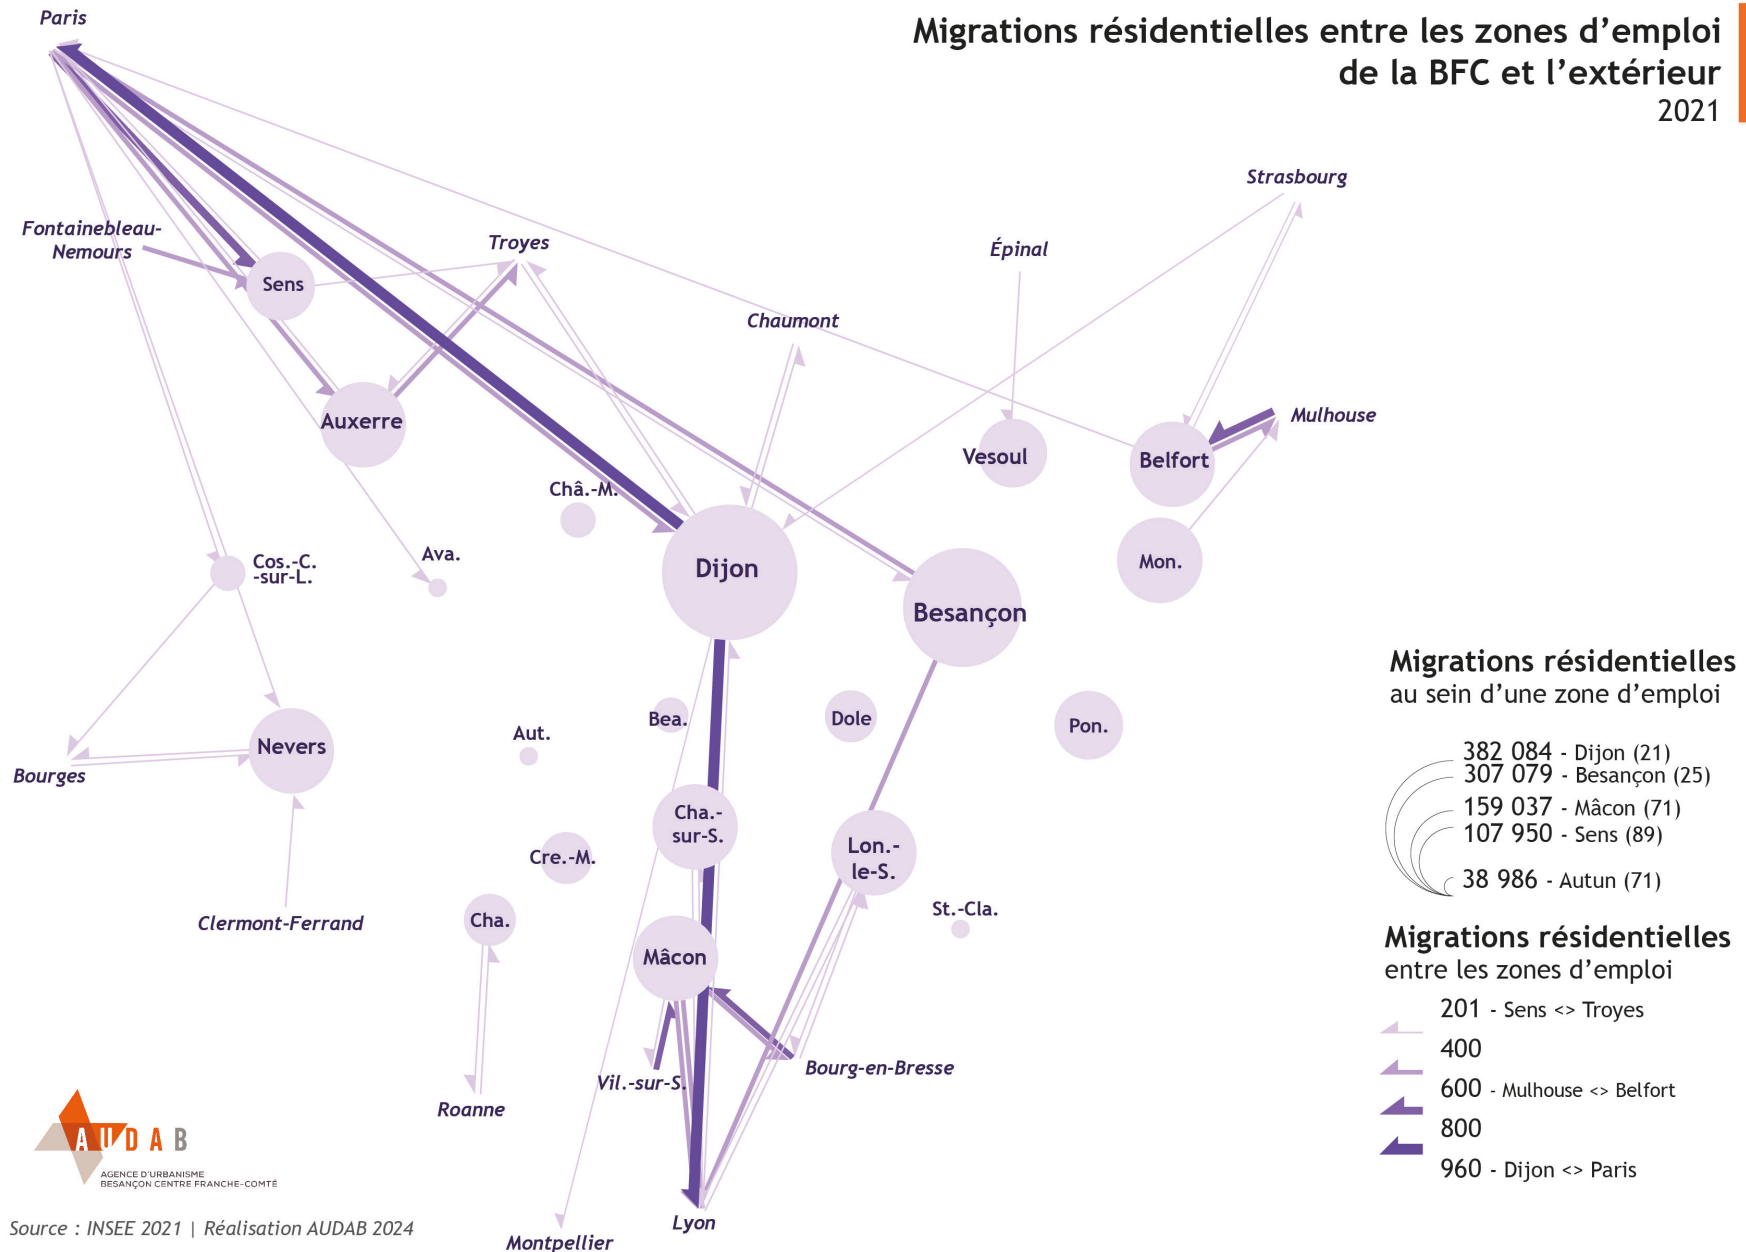 Paris
Migrations résidentielles entre les zones d’emploi
de la BFC et l’extérieur
2021
Strasbourg
Fontainebleau-
Nemours
Troyes
Épinal
Sens
Chaumont
Mulhouse
Auxerre
Vesoul
Belfort
Châ.-M.
Ava.
Cos.-C.
-sur-L.
Dijon
Mon.
Besançon
Migrations résidentielles
au sein d’une zone d’emploi
382 084 - Dijon (21)
307 079 - Besançon (25)
159 037 - Mâcon (71)
107 950 - Sens (89)
38 986 - Autun (71)
Bea.
Dole
Pon.
Aut.
Nevers
Bourges
Cha.-
sur-S.
Lon.-
le-S.
Cre.-M.
Clermont-Ferrand
Cha.
St.-Cla.
Mâcon
Migrations résidentielles
entre les zones d’emploi
201 - Sens <> Troyes
400
600 - Mulhouse <> Belfort
800
960 - Dijon <> Paris
Bourg-en-Bresse
Vil.-sur-S.
Roanne
AUDAB
AGENCE D’URBANISME
BESANÇON CENTRE FRANCHE-COMTÉ
Lyon
Montpellier
Source : INSEE 2021 | Réalisation AUDAB 2024